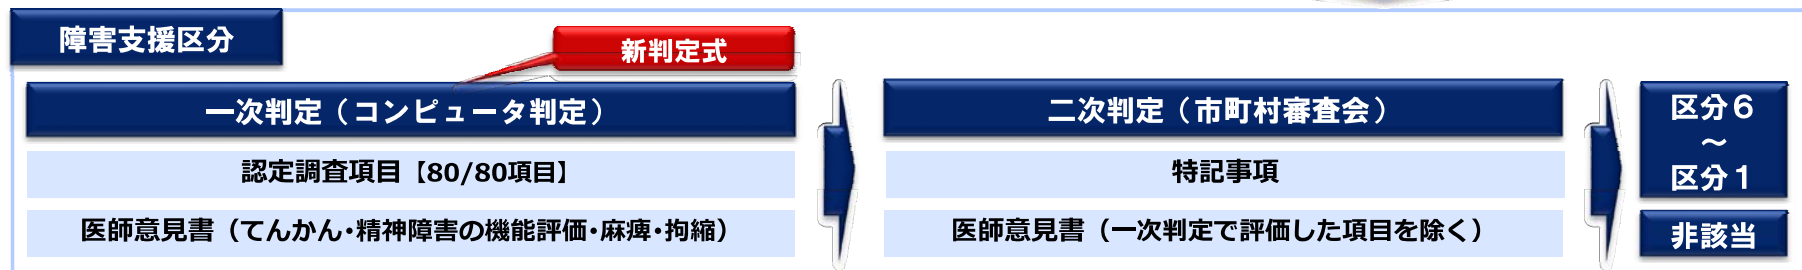 障害支援区分
新判定式
一次判定（コンピュータ判定）
認定調査項目【80/80項目】
医師意見書（てんかん・精神障害の機能評価・麻痺・拘縮）
二次判定（市町村審査会）
特記事項
医師意見書（一次判定で評価した項目を除く）
区分６
～
区分１
非該当